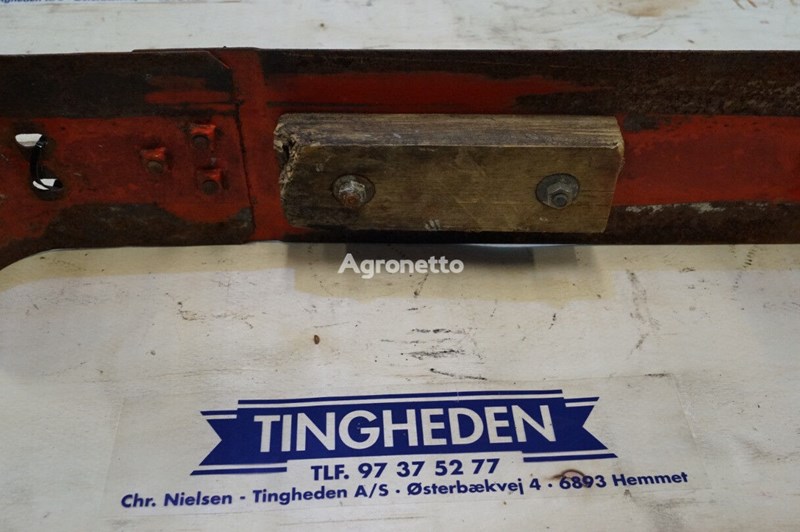 Agronetto
TINGHEDEN
TLF. 97 37 52 77
Chr. Nielsen - Tingheden A/S · Østerbækvej 4 · 6893 Hemmet